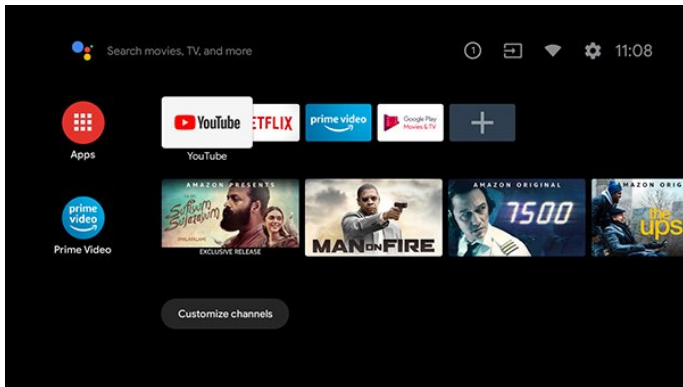 Search movies, TV, and more
1
11:08
Apps
YouTube
ETFLIX
prime video
Google Play
Movies & TV
YouTube
prime
video
Prime Video
AMAZON PRESENTS
EXCLUSIVE RELEASE
MAN ON FIRE
AMAZON ORIGINAL
7500
AMAZON ORIG
the
ups
Customize channels